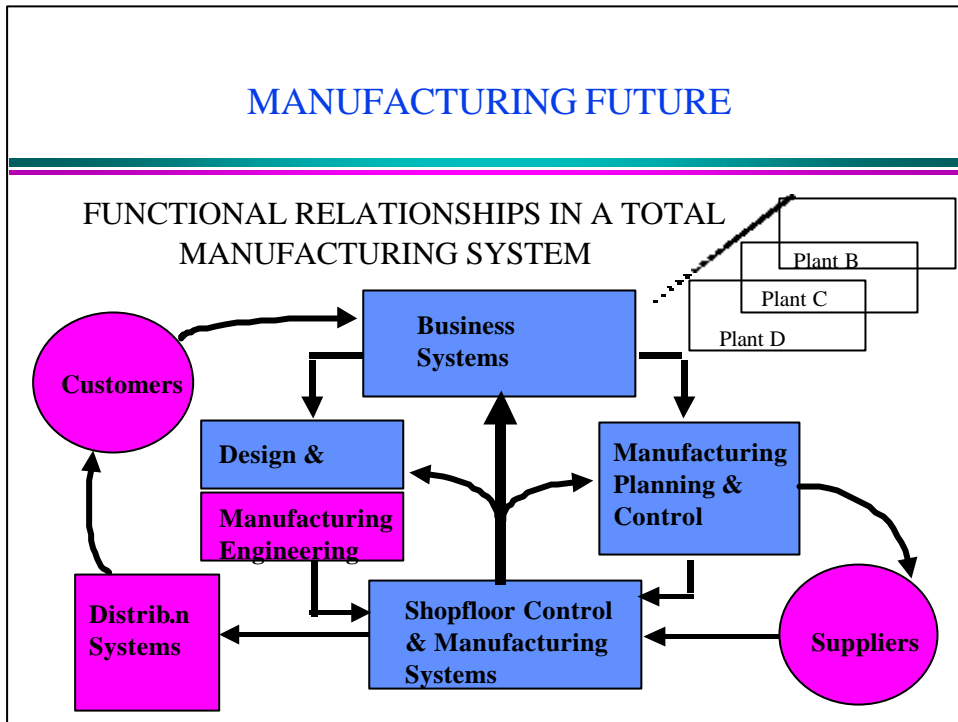 MANUFACTURING FUTURE
FUNCTIONAL RELATIONSHIPS IN A TOTAL
MANUFACTURING SYSTEM
Plant B
Plant C
Plant D
Business
Systems
Customers
Design &
Manufacturing
Engineering
Manufacturing
Planning &
Control
Distrib.n
Systems
Shopfloor Control
& Manufacturing
Systems
Suppliers